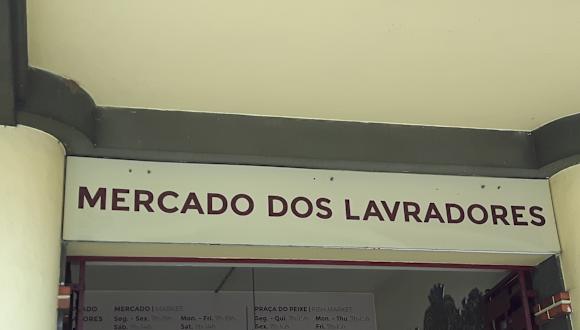 MERCADO DOS LAVRADORES
MERCADO | MARKET
Seg. - Sex. Mon. - Fri.
Sáb. Sat.
PRAÇA DO PEIXE | FISH MARKET
Seg. - Qui. Mon. - Thu.
Sex. Fri.